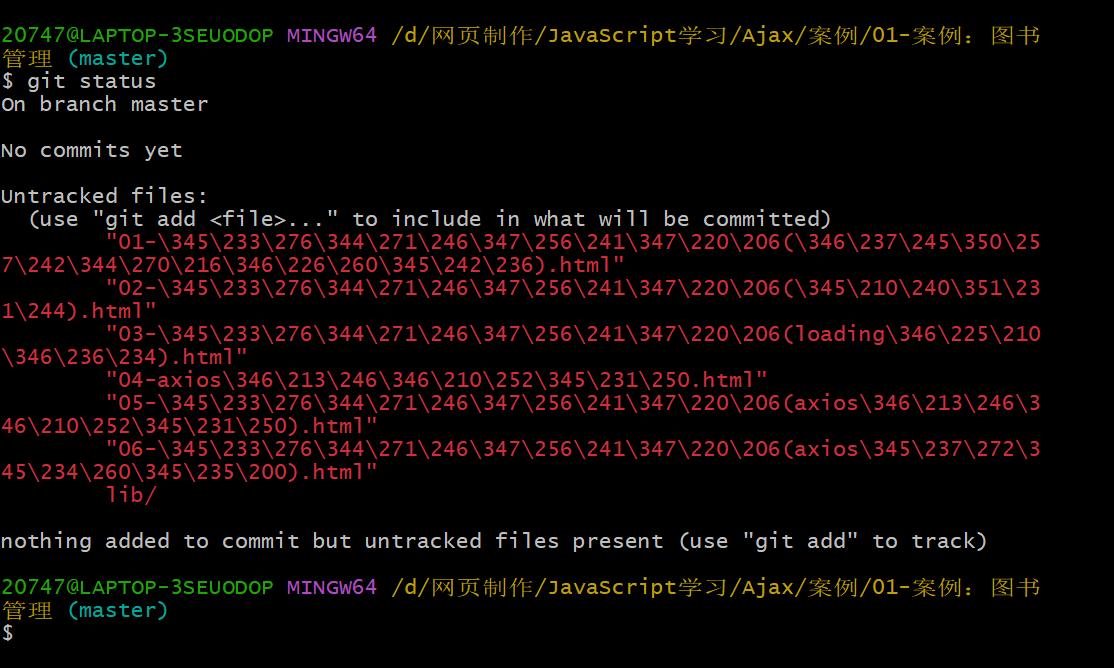 20747@LAPTOP-3SEUODOP MINGW64 /d/网页制作/JavaScript学习/Ajax/案例/01-案例：图书
管理 (master)
$ git status
On branch master
No commits yet
Untracked files:
(use "git add <file>..." to include in what will be committed)
"01-\345\233\276\344\271\246\347\256\241\347\220\206(\346\237\245\350\25
7\242\344\270\216\346\226\260\345\242\236).html"
"02-\345\233\276\344\271\246\347\256\241\347\220\206(\345\210\240\351\23
1\244).html"
"03-\345\233\276\344\271\246\347\256\241\347\220\206(loading\346\225\210
\346\236\234).html"
"04-axios\346\213\246\346\210\252\345\231\250.html"
"05-\345\233\276\344\271\246\347\256\241\347\220\206(axios\346\213\246\3
46\210\252\345\231\250).html"
"06-\345\233\276\344\271\246\347\256\241\347\220\206(axios\345\237\272\3
45\234\260\345\235\200).html"
lib/
nothing added to commit but untracked files present (use "git add" to track)
20747@LAPTOP-3SEUODOP MINGW64 /d/网页制作/JavaScript学习/Ajax/案例/01-案例：图书
管理 (master)
$